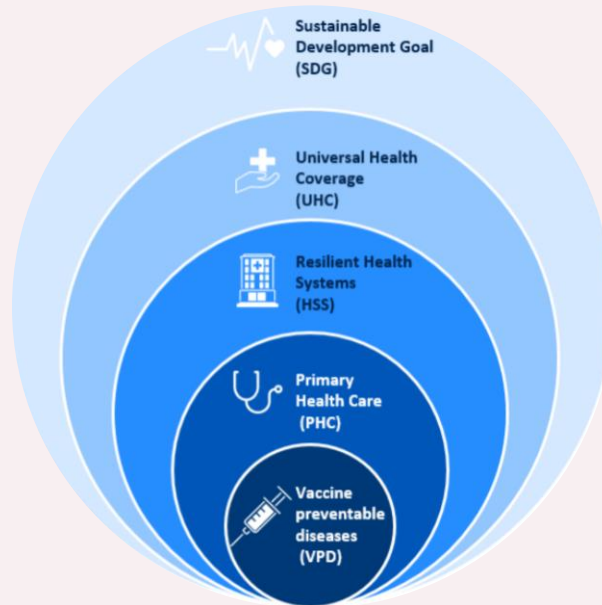 Sustainable
Development Goal
(SDG)
Universal Health
Coverage
(UHC)
Resilient Health
Systems
(HSS)
Primary
Health Care
(PHC)
Vaccine
preventable
diseases
(VPD)